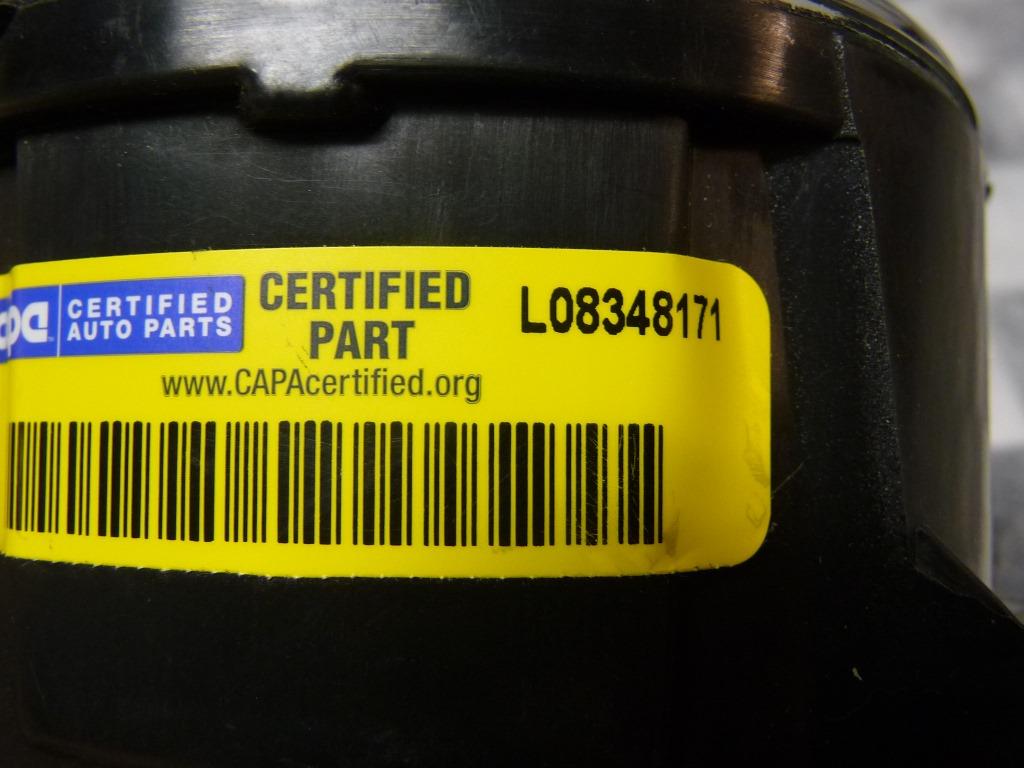 CERTIFIED
AUTO PARTS
CERTIFIED
PART
L08348171
www.CAPAcertified.org